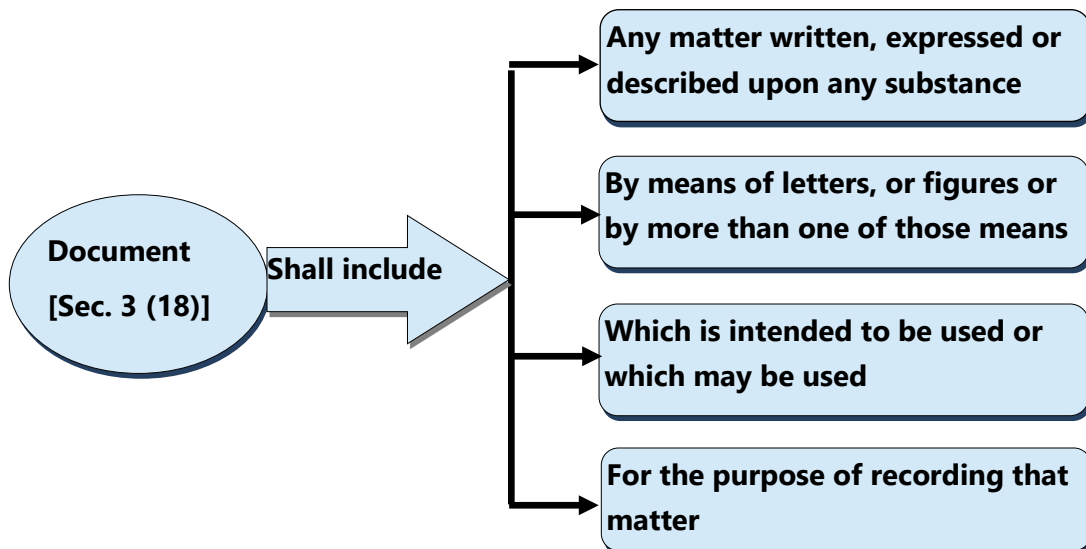 Document
[Sec. 3 (18)]
Shall include
Any matter written, expressed or
described upon any substance
By means of letters, or figures or
by more than one of those means
Which is intended to be used or
which may be used
For the purpose of recording that
matter